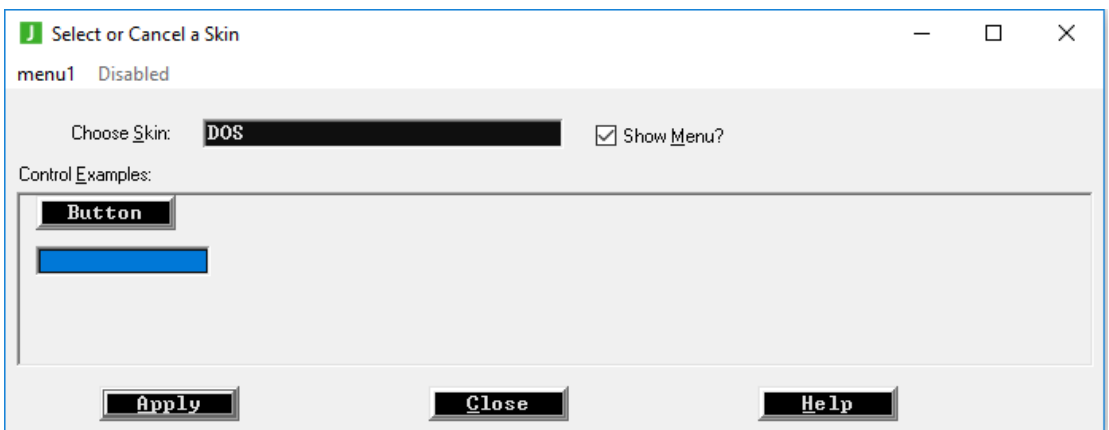 J Select or Cancel a Skin
menu1 Disabled
Choose Skin: DOS Show Menu?
Control Examples:
Button
Apply Close Help